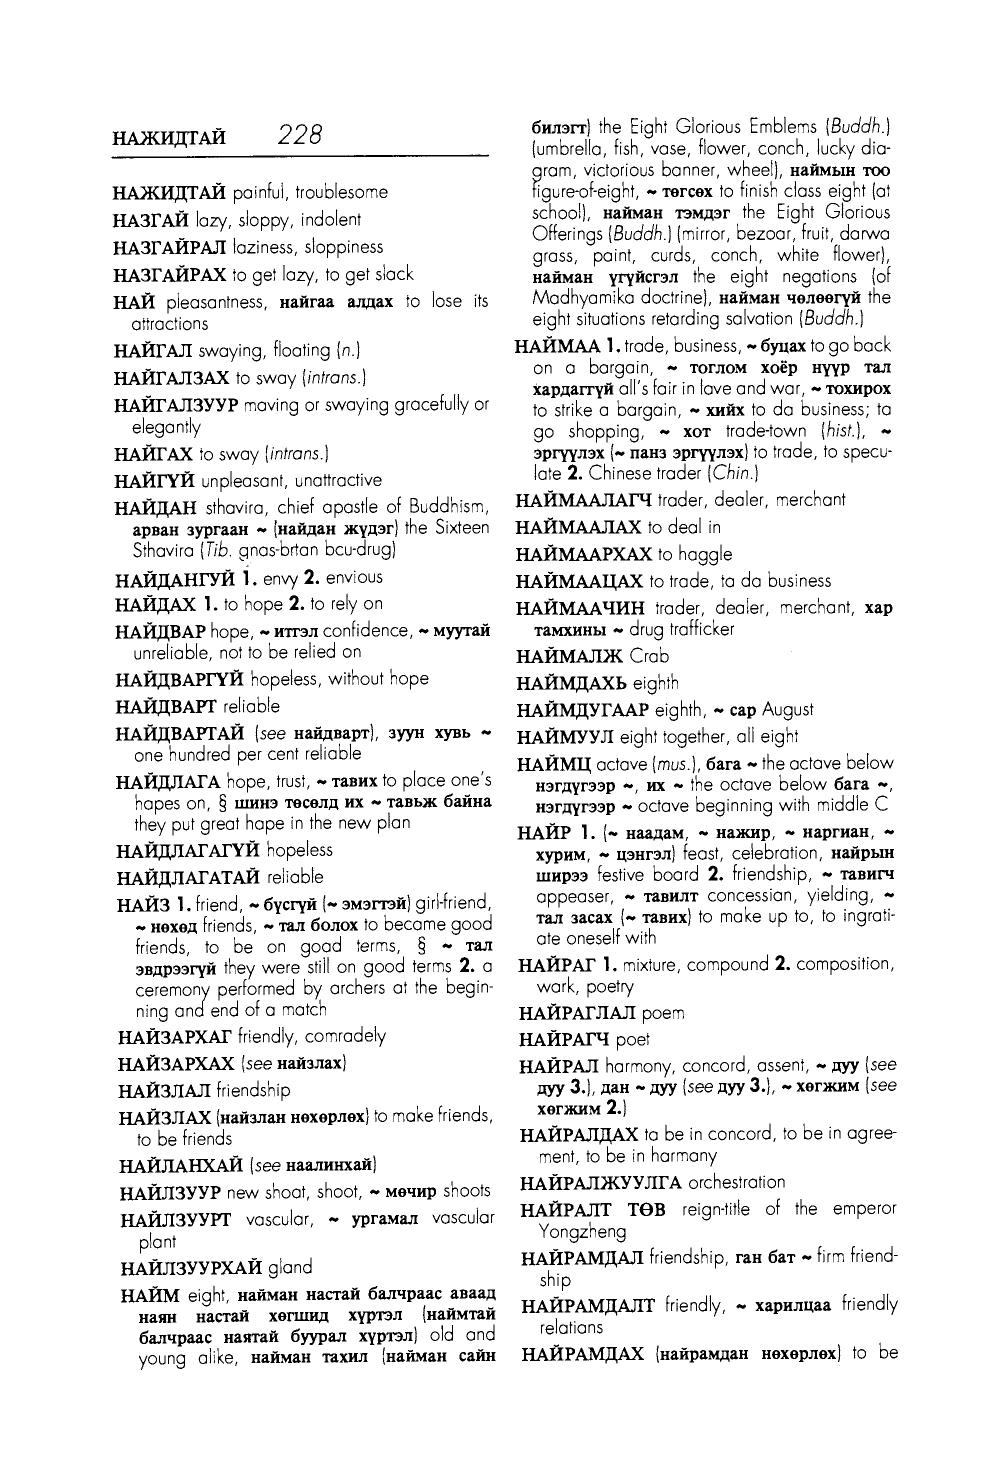 НАЖИДТАЙ 228
НАЖИДТАЙ painful, troublesome
НАЗГАЙ lazy, sloppy, indolent
НАЗГАЙРАЛ laziness, sloppiness
НАЗГАЙРАХ to get lazy, to get slack
НАЙ pleasantness, найгаа алдах to lose its
attractions
НАЙГАЛ swaying, floating (n.)
НАЙГАЛЗАХ to sway (intrans.)
НАЙГАЛЗУУР moving or swaying gracefully or
elegantly
НАЙГАХ to sway (intrans.)
НАЙГҮЙ unpleasant, unattractive
НАЙДАН sthavira, chief apostle of Buddhism,
арван зургаан ~ (найдан жүдэг) the Sixteen
Sthavira (Tib. gnas-brtan bcu-drug)
НАЙДАНГУЙ 1. envy 2. envious
НАЙДАХ 1. to hope 2. to rely on
НАЙДВАР hope, ~ итгэл confidence, ~ муутай
unreliable, not to be relied on
НАЙДВАРГҮЙ hopeless, without hope
НАЙДВАРТ reliable
НАЙДВАРТАЙ (see найдварт), зуун хувь ~
one hundred per cent reliable
НАЙДЛАГА hope, trust, ~ тавих to place one's
hopes on, § шинэ төсөлд их ~ тавьж байна
they put great hope in the new plan
НАЙДЛАГАГҮЙ hopeless
НАЙДЛАГАТАЙ reliable
НАЙЗ 1. friend, ~ бүсгүй (~ эмэгтэй) girl-friend,
~ нөхөд friends, ~ тал болох to become good
friends, to be on good terms, § ~ тал
эвдрээгүй they were still on good terms 2. a
ceremony performed by archers at the begin-
ning and end of a match
НАЙЗАРХАГ friendly, comradely
НАЙЗАРХАХ (see найзлах)
НАЙЗЛАЛ friendship
НАЙЗЛАХ (найзлан нөхөрлөх) to make friends,
to be friends
НАЙЛАНХАЙ (see наалинхай)
НАЙЛЗУУР new shoot, shoot, ~ мөчир shoots
НАЙЛЗУУРТ vascular, ~ ургамал vascular
plant
НАЙЛЗУУРХАЙ gland
НАЙМ eight, найман настай балчраас аваад
наян настай хөгшид хүртэл (наймтай
балчраас наятай буурал хүртэл) old and
young alike, найман тахил (найман сайн
билэгт) the Eight Glorious Emblems (Buddh.)
(umbrella, fish, vase, flower, conch, lucky dia-
gram, victorious banner, wheel), наймын тоо
figure-of-eight, ~ төгсөх to finish class eight (at
school), найман тэмдэг the Eight Glorious
Offerings (Buddh.) (mirror, bezoar, fruit, darwa
grass, paint, curds, conch, white flower),
найман үгүйсгэл the eight negations (of
Madhyamika doctrine), найман чөлөөгүй the
eight situations retarding salvation (Buddh.)
НАЙМАА 1. trade, business, ~ буцах to go back
on a bargain, ~ тоглом хоёр нүүр тал
хардаггүй all's fair in love and war, ~ тохирох
to strike a bargain, ~ хийх to do business; to
go shopping, ~ хот trade-town (hist.), ~
эргүүлэх (~ панз эргүүлэх) to trade, to specu-
late 2. Chinese trader (Chin.)
НАЙМААЛАГЧ trader, dealer, merchant
НАЙМААЛАХ to deal in
НАЙМААРХАХ to haggle
НАЙМААЦАХ to trade, to do business
НАЙМААЧИН trader, dealer, merchant, хар
тамхины ~ drug trafficker
НАЙМАЛЖ Crab
НАЙМДАХЬ eighth
НАЙМДУГААР eighth, ~ сар August
НАЙМУУЛ eight together, all eight
НАЙМЦ octave (mus.), бага ~ the octave below
нэгдүгээр ~, их ~ the octave below бага ~,
нэгдүгээр ~ octave beginning with middle C
НАЙР 1. (~ наадам, ~ нажир, ~ наргиан, ~
хурим, ~ цэнгэл) feast, celebration, найрын
ширээ festive board 2. friendship, ~ тавигч
appeaser, ~ тавилт concession, yielding, ~
тал засах (~ тавих) to make up to, to ingrati-
ate oneself with
НАЙРАГ 1. mixture, compound 2. composition,
work, poetry
НАЙРАГЛАЛ poem
НАЙРАГЧ poet
НАЙРАЛ harmony, concord, assent, ~ дуу (see
дуу 3.), дан ~ дуу (see дуу 3.), ~ хөгжим (see
хөгжим 2.)
НАЙРАЛДАХ to be in concord, to be in agree-
ment, to be in harmony
НАЙРАЛЖУУЛГА orchestration
НАЙРАЛТ ТӨВ reign-title of the emperor
Yongzheng
НАЙРАМДАЛ friendship, ган бат ~ firm friend-
ship
НАЙРАМДАЛТ friendly, ~ харилцаа friendly
relations
НАЙРАМДАХ (найрамдан нөхөрлөх) to be